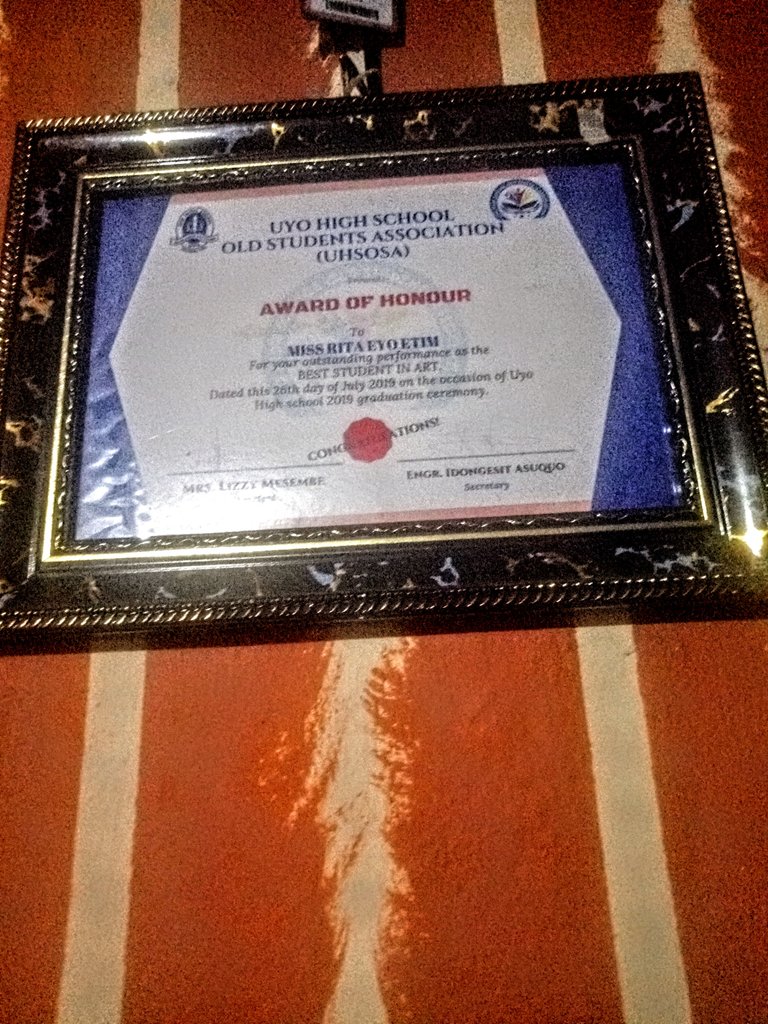 UYO HIGH SCHOOL
OLD STUDENTS ASSOCIATION
(UHSOSA)
AWARD OF HONOUR
To
MISS RITA EYO ETIM
For your outstanding performance as the
BEST STUDENT IN ART.
Dated this 26th day of July 2019 on the occasion of Uyo
High school 2019 graduation ceremony.
MRS. LIZZY MESEMBE
ENGR. IDONGESIT ASUQUO
Secretary